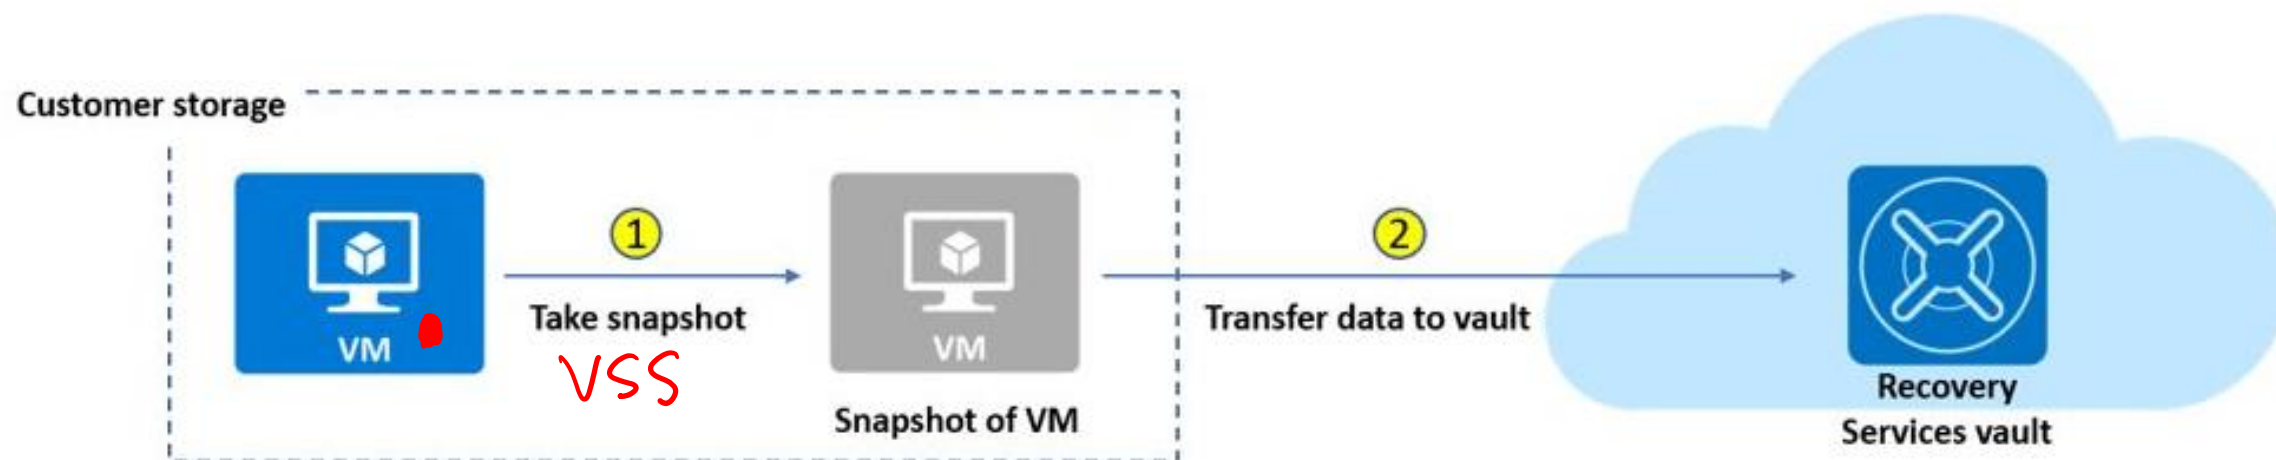 Customer storage
VM
1
Take snapshot
VSS
VM
Snapshot of VM
2
Transfer data to vault
Recovery
Services vault